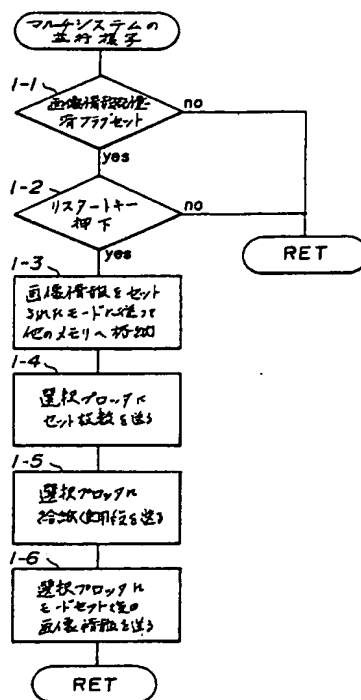 マルチシステムの
並行複写
1-1
画像情報処理
済フラグセット
no
yes
1-2
リスタートキー
押下
no
yes
RET
1-3
画像情報をセット
されたモードに従って
他のメモリへ格納
1-4
選択ブロックに
セット枚数を送る
1-5
選択ブロックに
給紙使用段を送る
1-6
選択ブロックに
モードセット後の
画像情報を送る
RET